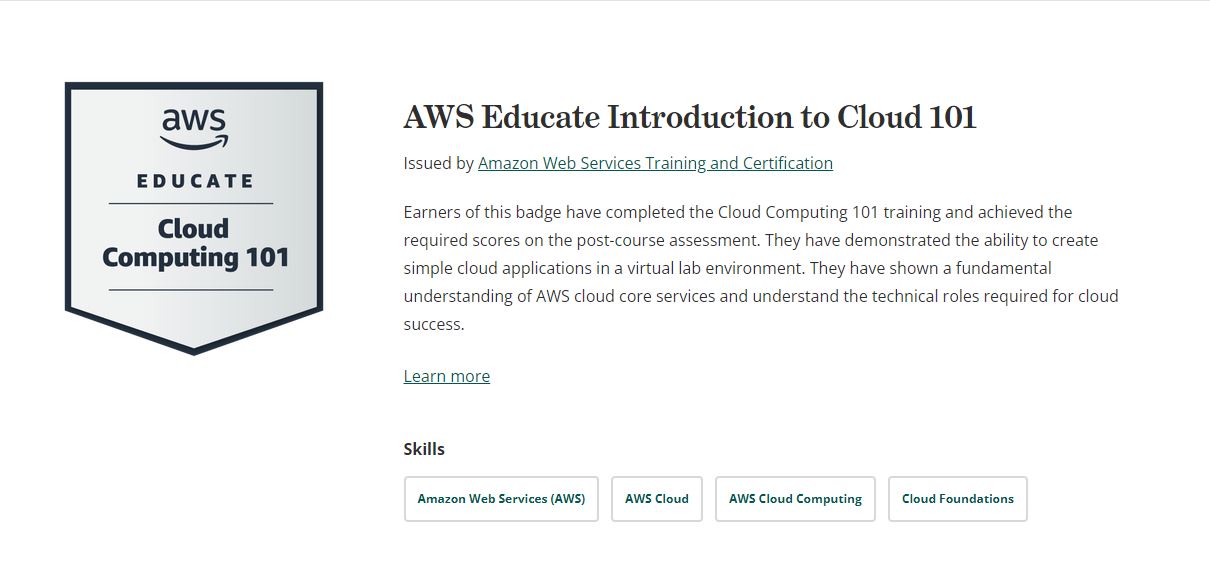 aws
EDUCATE
Cloud
Computing 101
AWS Educate Introduction to Cloud 101
Issued by Amazon Web Services Training and Certification
Earners of this badge have completed the Cloud Computing 101 training and achieved the
required scores on the post-course assessment. They have demonstrated the ability to create
simple cloud applications in a virtual lab environment. They have shown a fundamental
understanding of AWS cloud core services and understand the technical roles required for cloud
success.
Learn more
Skills
Amazon Web Services (AWS)
AWS Cloud
AWS Cloud Computing
Cloud Foundations